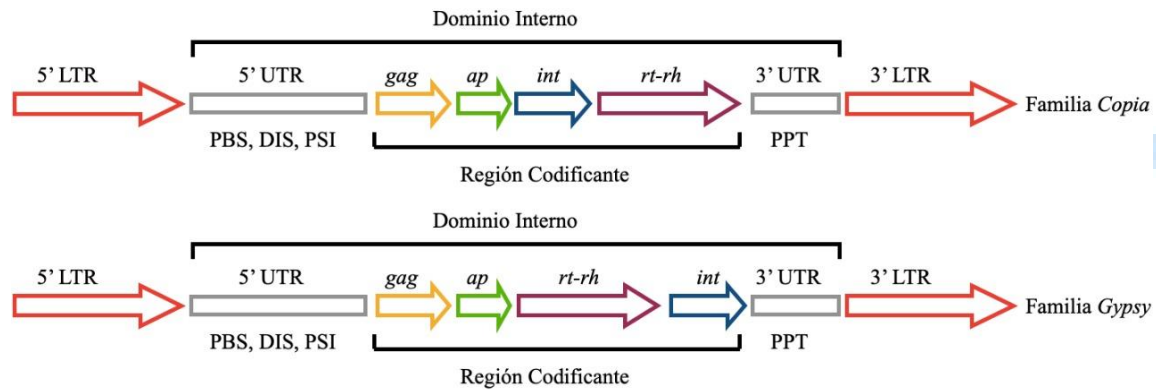 Dominio Interno
5’ LTR 5’ UTR gag ap int rt-rh 3’ UTR 3’ LTR
Familia Copia
PBS, DIS, PSI PPT
Región Codificante
Dominio Interno
5’ LTR 5’ UTR gag ap rt-rh int 3’ UTR 3’ LTR
Familia Gypsy
PBS, DIS, PSI PPT
Región Codificante